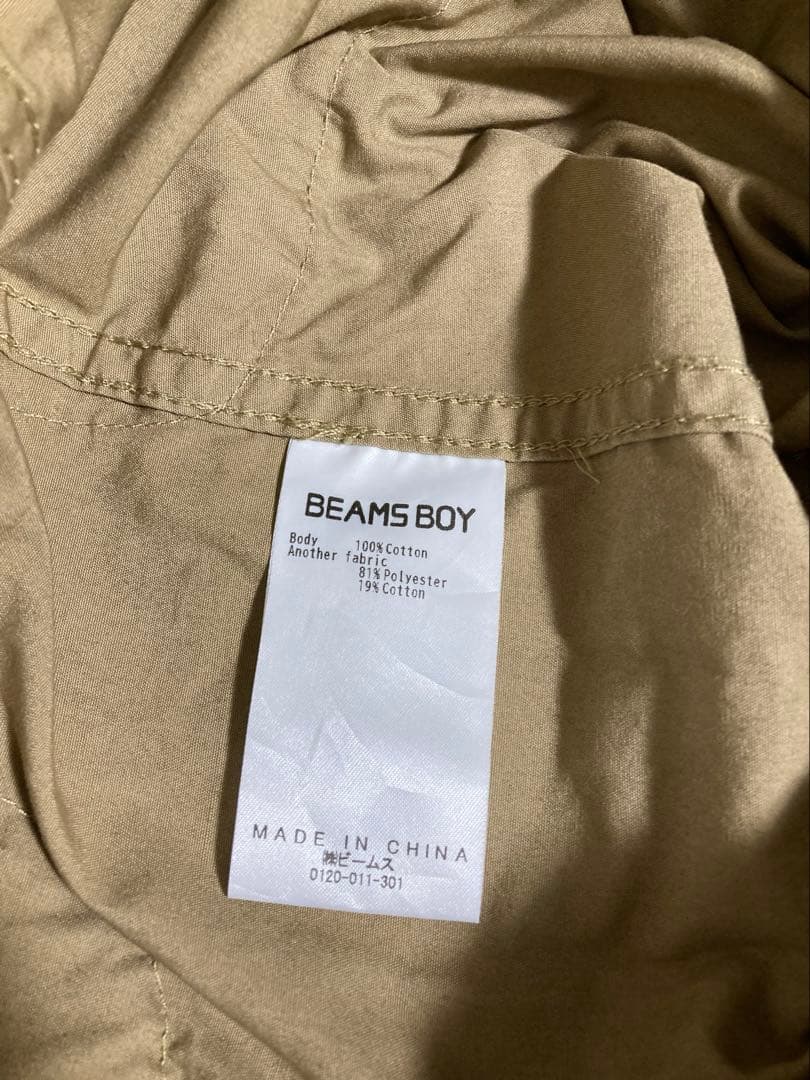 BEAMS BOY
Body 100%Cotton
Another fabric
81%Polyester
19%Cotton
MADE IN CHINA
㈱ビームス
0120-011-301